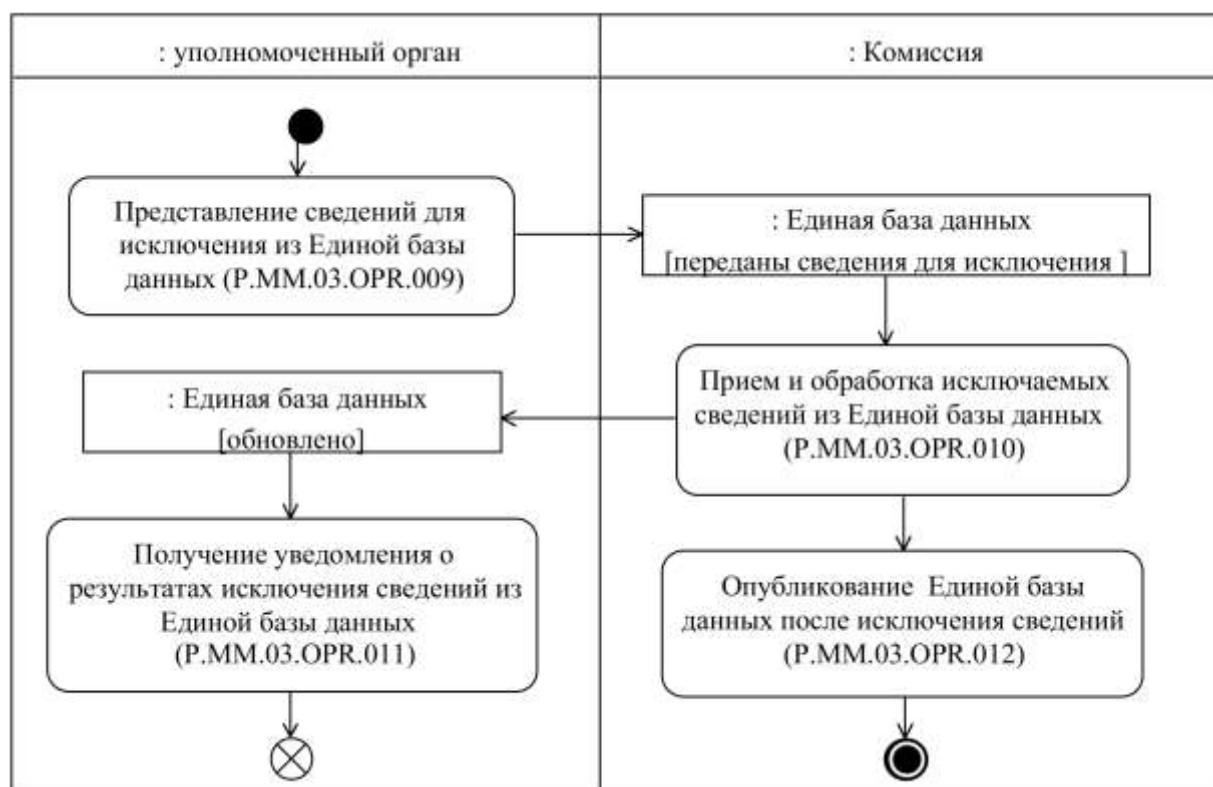 : уполномоченный орган
: Комиссия
Представление сведений для
исключения из Единой базы
данных (P.MM.03.OPR.009)
: Единая база данных
[переданы сведения для исключения ]
Прием и обработка исключаемых
сведений из Единой базы данных
(P.MM.03.OPR.010)
: Единая база данных
[обновлено]
Получение уведомления о
результатах исключения сведений из
Единой базы данных
(P.MM.03.OPR.011)
Опубликование Единой базы
данных после исключения сведений
(P.MM.03.OPR.012)